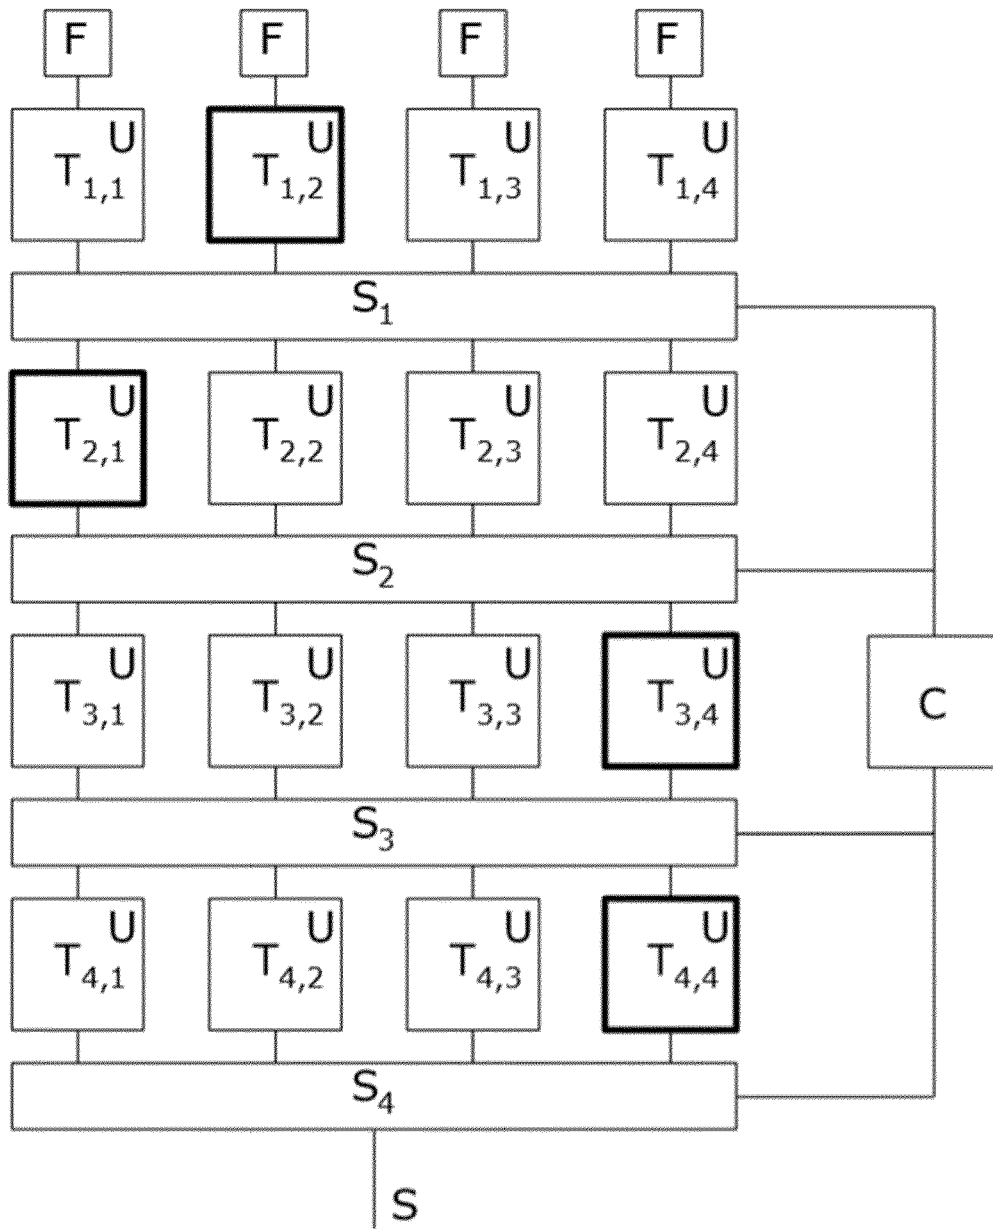 F F F F
U U U U
T1,1 T1,2 T1,3 T1,4
S1
U U U U
T2,1 T2,2 T2,3 T2,4
S2
U U U U
T3,1 T3,2 T3,3 T3,4
C
S3
U U U U
T4,1 T4,2 T4,3 T4,4
S4
S